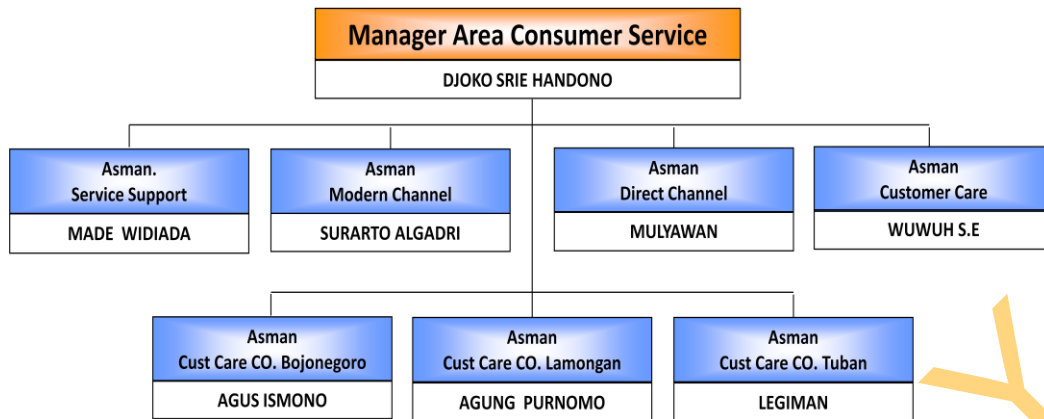 Manager Area Consumer Service
DJOKO SRIE HANDONO
Asman.
Service Support
MADE WIDIADA
Asman
Modern Channel
SURARTO ALGADRI
Asman
Direct Channel
MULYAWAN
Asman
Customer Care
WUWUH S.E
Asman
Cust Care CO. Bojonegoro
AGUS ISMONO
Asman
Cust Care CO. Lamongan
AGUNG PURNOMO
Asman
Cust Care CO. Tuban
LEGIMAN